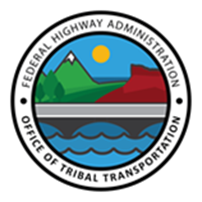 FEDERAL HIGHWAY ADMINISTRATION
OFFICE OF TRIBAL TRANSPORTATION